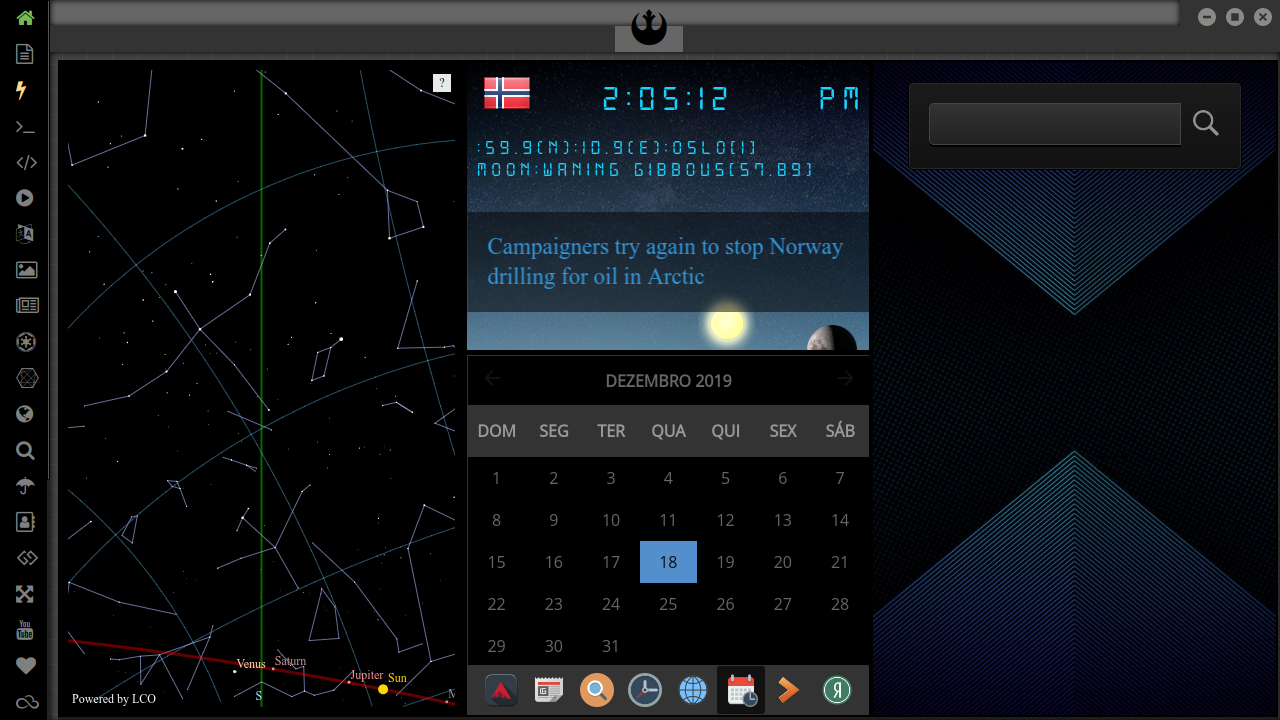 ?
Venus
Saturn
Jupiter
Sun
M
S
Powered by LCO
2:05:12 PM
:59.9(N):10.9(E):OSLO[1]
MOON:WANING GIBBOUS(57.89)
Campaigners try again to stop Norway
drilling for oil in Arctic
DEZEMBRO 2019
DOM SEG TER QUA QUI SEX SÁB
1 2 3 4 5 6 7
8 9 10 11 12 13 14
15 16 17 18 19 20 21
22 23 24 25 26 27 28
29 30 31
You
Tube
Я